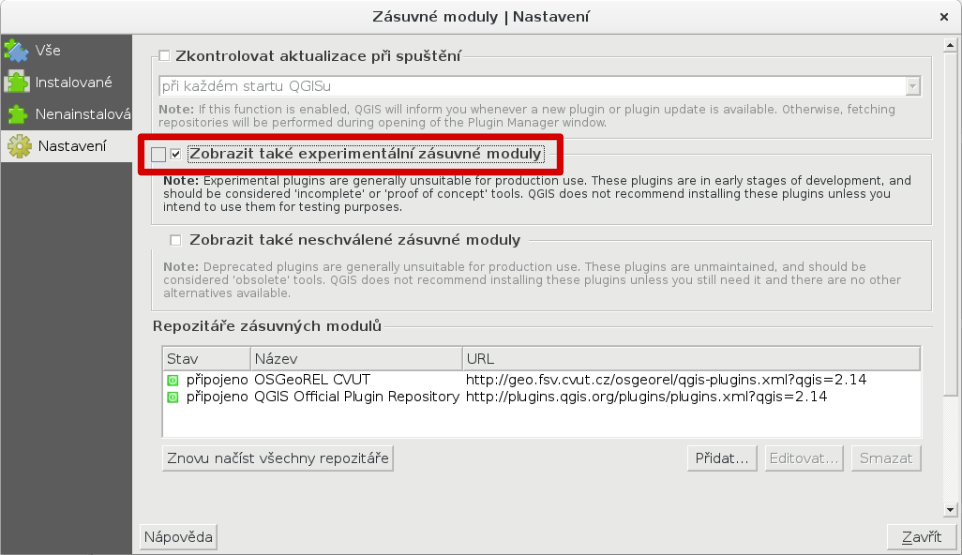 Zásuvné moduly | Nastavení
Vše
Instalované
Nenainstalová
Nastavení
Zkontrolovat aktualizace při spuštění
při každém startu QGISu
Note: If this function is enabled, QGIS will inform you whenever a new plugin or plugin update is available. Otherwise, fetching
repositories will be performed during opening of the Plugin Manager window.
Zobrazit také experimentální zásuvné moduly
Note: Experimental plugins are generally unsuitable for production use. These plugins are in early stages of development, and
should be considered 'incomplete' or 'proof of concept' tools. QGIS does not recommend installing these plugins unless you
intend to use them for testing purposes.
Zobrazit také neschválené zásuvné moduly
Note: Deprecated plugins are generally unsuitable for production use. These plugins are unmaintained, and should be
considered 'obsolete' tools. QGIS does not recommend installing these plugins unless you still need it and there are no other
alternatives available.
Repozitáře zásuvných modulů
Stav Název URL
připojeno OSGeoREL CVUT http://geo.fsv.cvut.cz/osgeorel/qgis-plugins.xml?qgis=2.14
připojeno QGIS Official Plugin Repository http://plugins.qgis.org/plugins/plugins.xml?qgis=2.14
Znovu načíst všechny repozitáře Přidat... Editovat... Smazat
Nápověda Zavřít